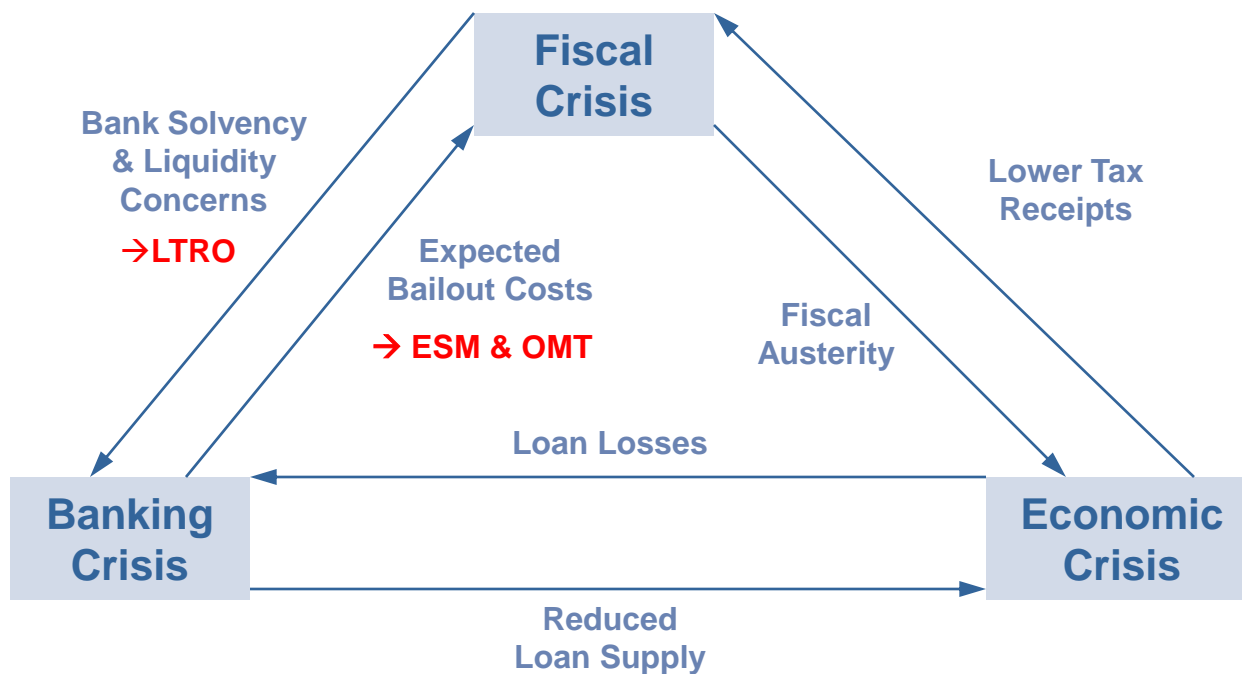 Fiscal
Crisis
Bank Solvency
& Liquidity
Concerns
→LTRO
Expected
Bailout Costs
→ ESM & OMT
Lower Tax
Receipts
Fiscal
Austerity
Loan Losses
Banking
Crisis
Economic
Crisis
Reduced
Loan Supply